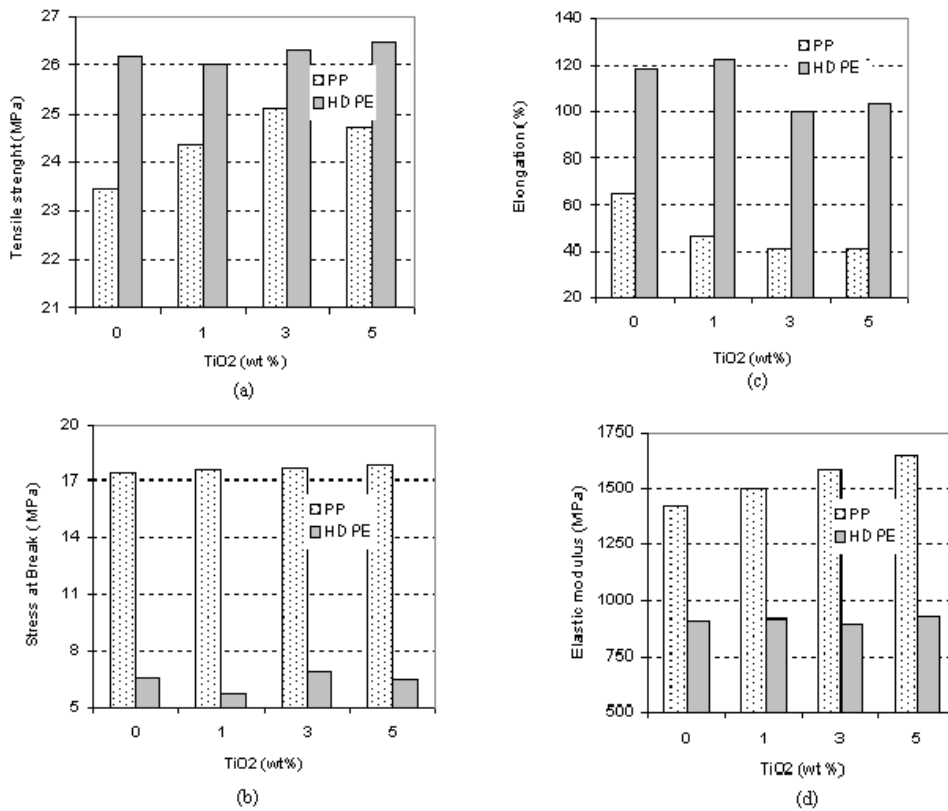 27
26
25
24
23
22
21
Tensile strenght (MPa)
PP
HD PE
0 1 3 5
TiO2 (wt %)
(a)
140
120
100
80
60
40
20
Elongation (%)
PP
HD PE
0 1 3 5
TiO2 (wt%)
(c)
20
17
14
11
8
5
Stress at Break ( MPa)
PP
HD PE
0 1 3 5
TiO2 (wt%)
(b)
1750
1500
1250
1000
750
500
Elastic modulus (MPa)
PP
HD PE
0 1 3 5
TiO2 (wt %)
(d)